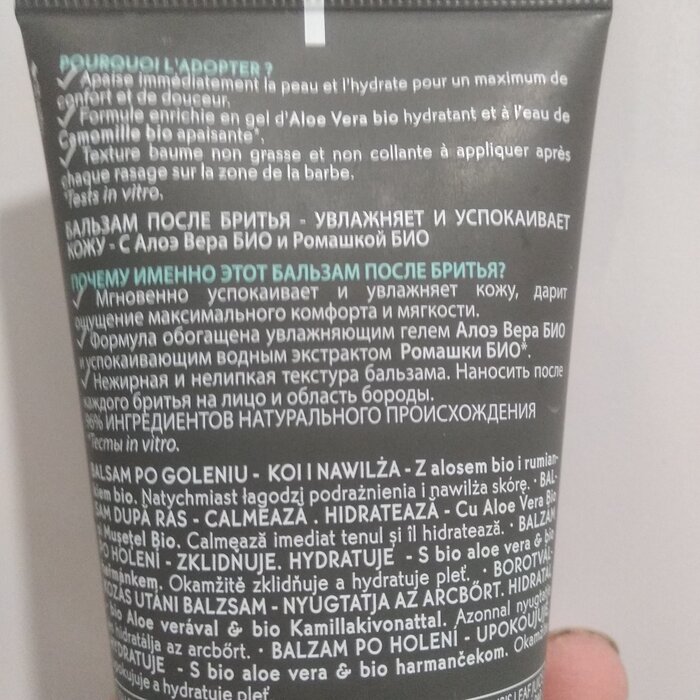 POURQUOI L'ADOPTER ?
✓ Apaise immédiatement la peau et l'hydrate pour un maximum de
confort et de douceur.
✓ Formule enrichie en gel d'Aloe Vera bio hydratant et à l'eau de
Camomille bio apaisante*.
✓ Texture baume non grasse et non collante à appliquer après
chaque rasage sur la zone de la barbe.
*Tests in vitro.
БАЛЬЗАМ ПОСЛЕ БРИТЬЯ - УВЛАЖНЯЕТ И УСПОКАИВАЕТ
КОЖУ - С Алоэ Вера БИО и Ромашкой БИО
ПОЧЕМУ ИМЕННО ЭТОТ БАЛЬЗАМ ПОСЛЕ БРИТЬЯ?
✓ Мгновенно успокаивает и увлажняет кожу, дарит
ощущение максимального комфорта и мягкости.
✓ Формула обогащена увлажняющим гелем Алоэ Вера БИО
и успокаивающим водным экстрактом Ромашки БИО*.
✓ Нежирная и нелипкая текстура бальзама. Наносить после
каждого бритья на лицо и область бороды.
96% ИНГРЕДИЕНТОВ НАТУРАЛЬНОГО ПРОИСХОЖДЕНИЯ
*Тесты in vitro.
BALSAM PO GOLENIU - KOI I NAWILŻA - Z alosem bio i rumian-
kiem bio. Natychmiast łagodzi podrażnienia i nawilża skórę. • BAL-
SAM DUPĂ RAS - CALMEAZĂ . HIDRATEAZĂ - Cu Aloe Vera Bio
și Mușețel Bio. Calmează imediat tenul și îl hidratează. • BALZÁM
PO HOLENÍ - ZKLIDŇUJE. HYDRATUJE - S bio aloe vera & bio
heřmánkem. Okamžitě zklidňuje a hydratuje pleť. • BOROTVÁL-
KOZÁS UTÁNI BALZSAM - NYUGTATJA AZ ARCBŐRT. HIDRATÁL
- bio Aloe verával & bio Kamillakivonattal. Azonnal nyugtatja
és hidratálja az arcbőrt. • BALZAM PO HOLENÍ - UPOKOJUJE.
HYDRATUJE - S bio aloe vera & bio harmančekom. Okamžite
upokojuje a hydratuje pleť.